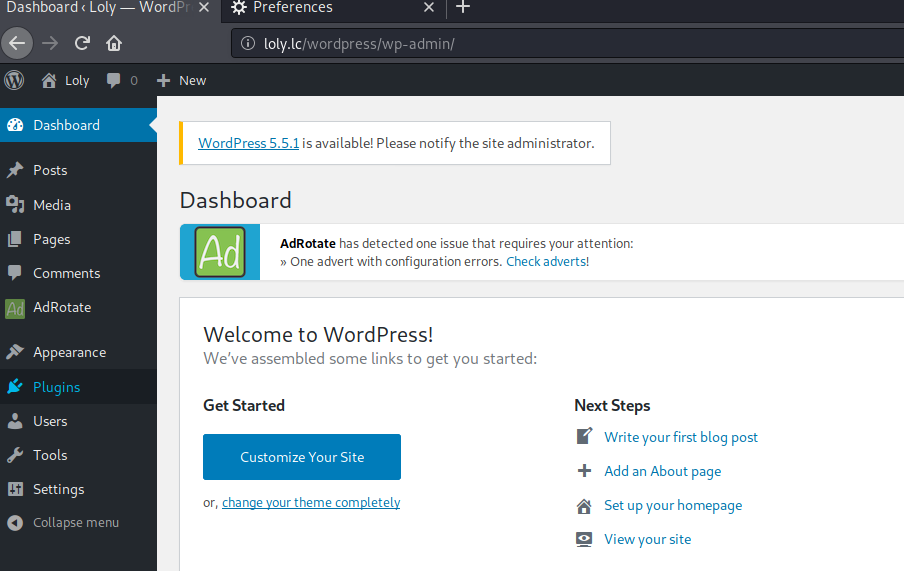 Dashboard ‹ Loly — WordPr
Preferences
loly.lc/wordpress/wp-admin/
Loly 0 New
Dashboard
Posts
Media
Pages
Comments
Ad AdRotate
Appearance
Plugins
Users
Tools
Settings
Collapse menu
WordPress 5.5.1 is available! Please notify the site administrator.
Dashboard
Ad
AdRotate has detected one issue that requires your attention:
» One advert with configuration errors. Check adverts!
Welcome to WordPress!
We’ve assembled some links to get you started:
Get Started
Customize Your Site
or, change your theme completely
Next Steps
Write your first blog post
Add an About page
Set up your homepage
View your site